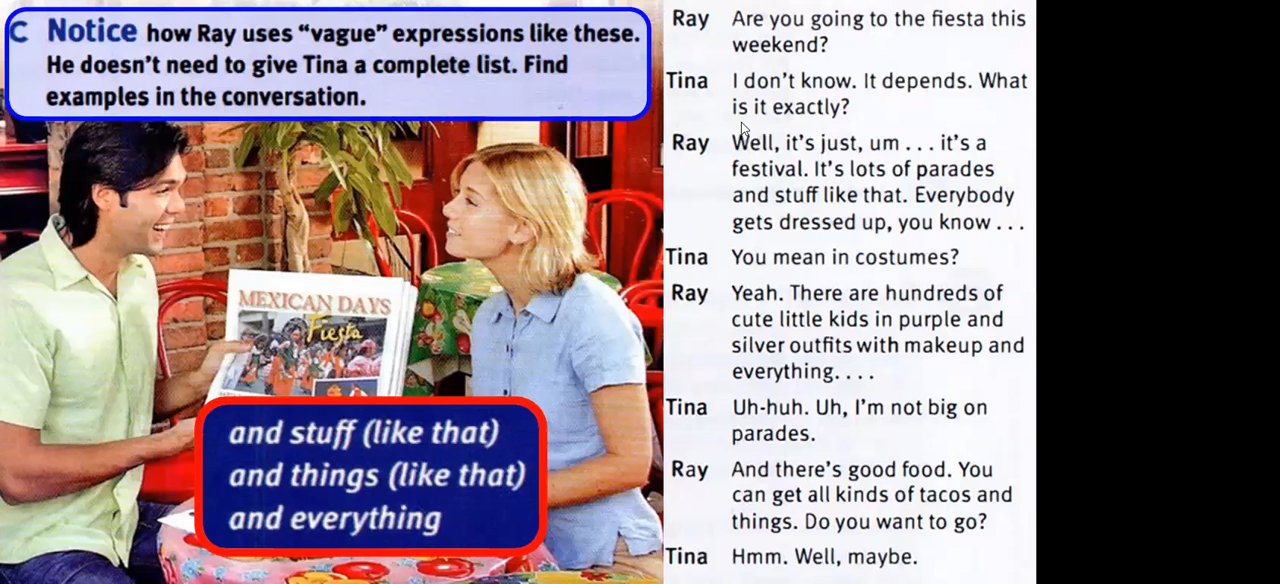 C Notice how Ray uses “vague” expressions like these.
He doesn’t need to give Tina a complete list. Find
examples in the conversation.
MEXICAN DAYS
Fiesta
and stuff (like that)
and things (like that)
and everything
Ray Are you going to the fiesta this
weekend?
Tina I don’t know. It depends. What
is it exactly?
Ray Well, it’s just, um . . . it’s a
festival. It’s lots of parades
and stuff like that. Everybody
gets dressed up, you know . . .
Tina You mean in costumes?
Ray Yeah. There are hundreds of
cute little kids in purple and
silver outfits with makeup and
everything. . . .
Tina Uh-huh. Uh, I’m not big on
parades.
Ray And there’s good food. You
can get all kinds of tacos and
things. Do you want to go?
Tina Hmm. Well, maybe.